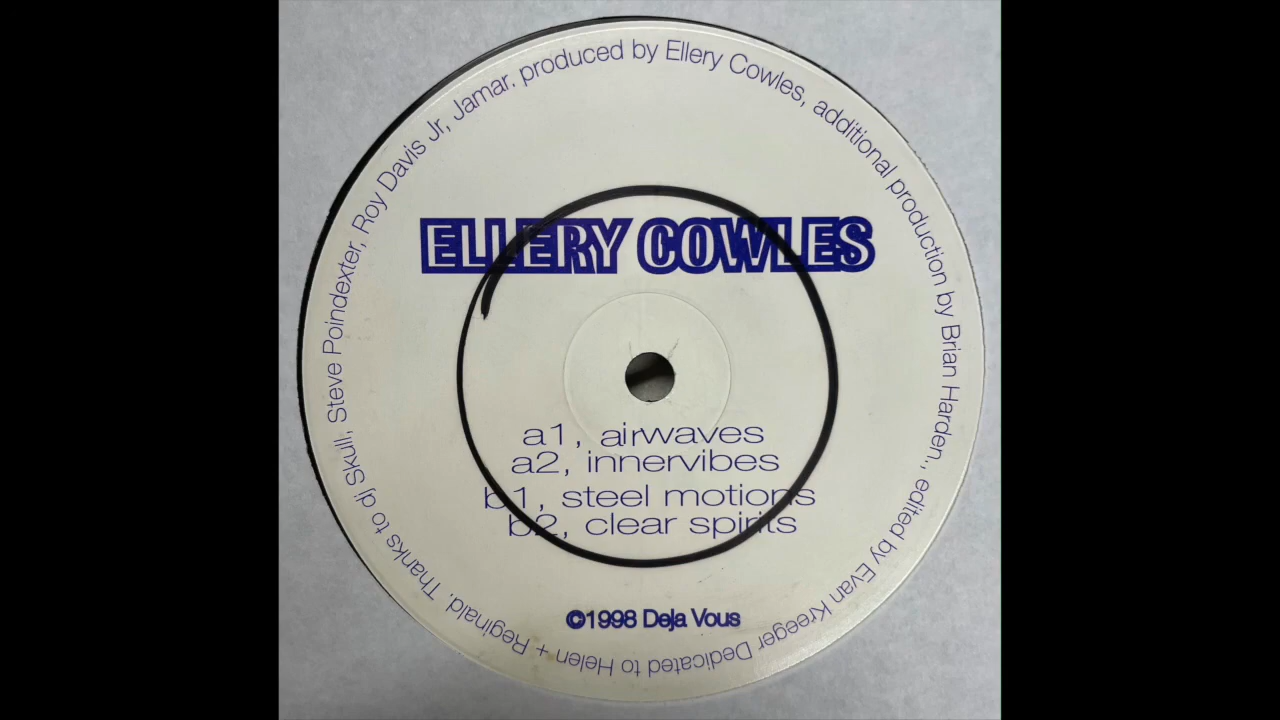 ELLERY COWLES
a1, airwaves
a2, innervibes
b1, steel motions
b2, clear spirits
©1998 Deja Vous
Thanks to dj Skull, Steve Poindexter, Roy Davis Jr, Jamar. produced by Ellery Cowles, additional production by Brian Harden., edited by Evan Kreeger Dedicated to Helen + Reginald.